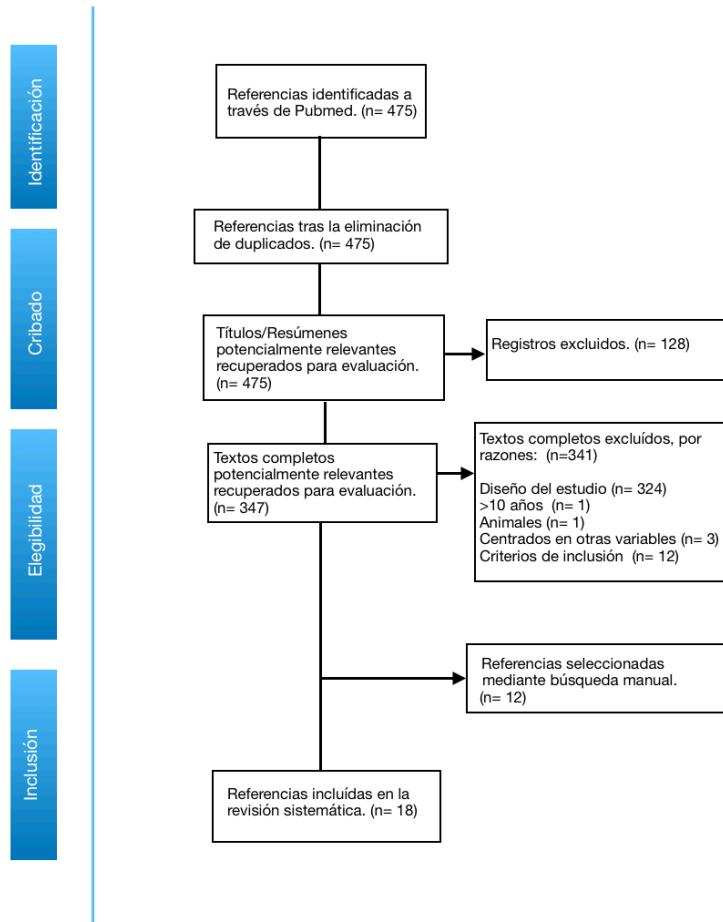 Identificación
Referencias identificadas a
través de Pubmed. (n= 475)
Cribado
Referencias tras la eliminación
de duplicados. (n= 475)
Títulos/Resúmenes
potencialmente relevantes
recuperados para evaluación.
(n= 475)
Registros excluidos. (n= 128)
Elegibilidad
Textos completos
potencialmente relevantes
recuperados para evaluación.
(n= 347)
Textos completos excluídos, por
razones: (n=341)
Diseño del estudio (n= 324)
>10 años (n= 1)
Animales (n= 1)
Centrados en otras variables (n= 3)
Criterios de inclusión (n= 12)
Inclusión
Referencias seleccionadas
mediante búsqueda manual.
(n= 12)
Referencias incluídas en la
revisión sistemática. (n= 18)